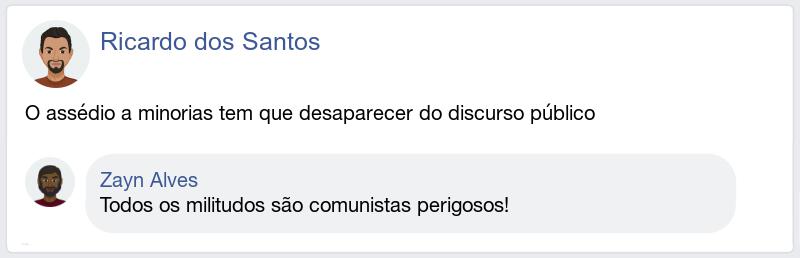 Ricardo dos Santos
O assédio a minorias tem que desaparecer do discurso público
Zayn Alves
Todos os militudos são comunistas perigosos!